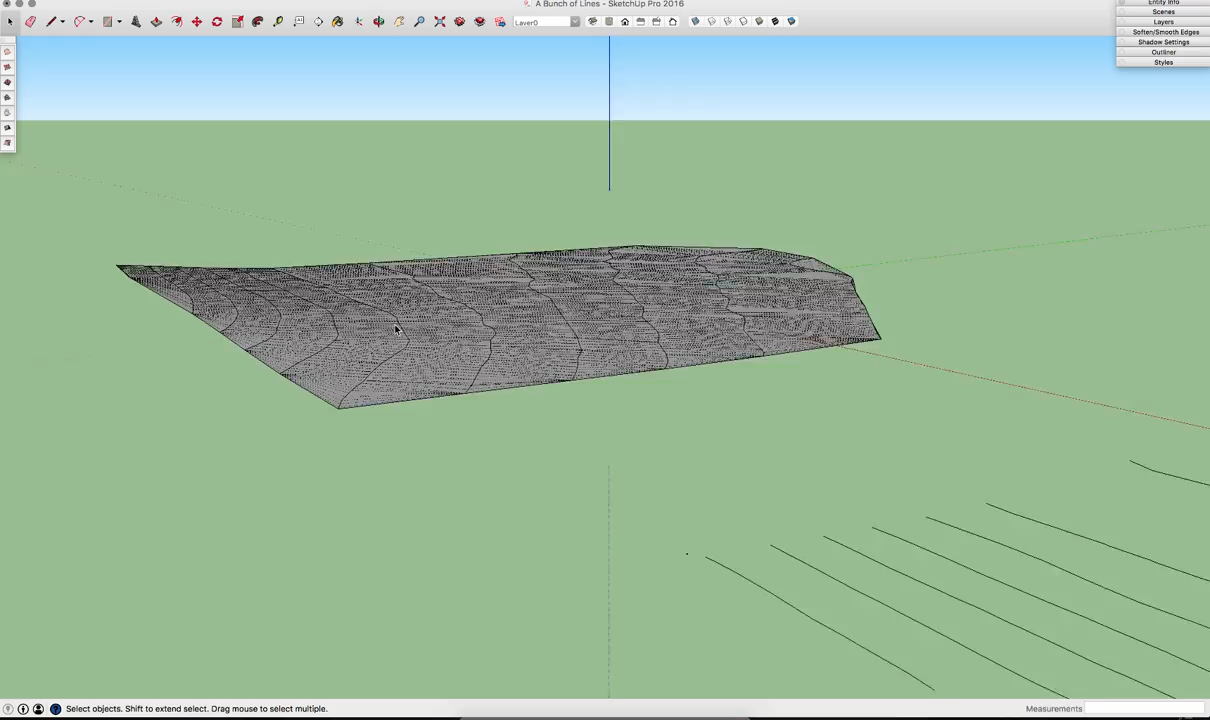 A Bunch of Lines - SketchUp Pro 2016
Entity Info
Scenes
Layers
Soften/Smooth Edges
Shadow Settings
Outliner
Styles
Layer0
Select objects. Shift to extend select. Drag mouse to select multiple.
Measurements